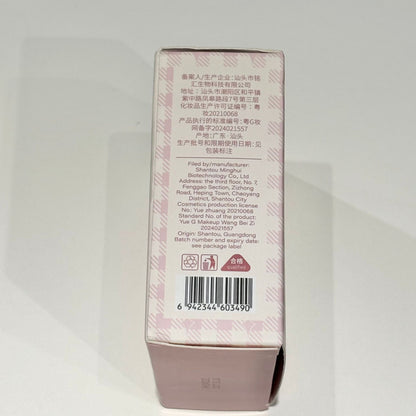 备案人/生产企业:汕头市铭
汇生物科技有限公司
地址:汕头市潮阳区和平镇
紫中路凤皋路段7号第三层
化妆品生产许可证编号:粤
妆20210068
产品执行的标准编号:粤G妆
网备字2024021557
产地:广东·汕头
生产批号和限期使用日期:见
包装标注
Filed by/manufacturer:
Shantou Minghui
Biotechnology Co, Ltd
Address: the third floor, No. 7,
Fenggao Section, Zizhong
Road, Heping Town, Chaoyang
District, Shantou City
Cosmetics production license
No.: Yue zhuang 20210068
Standard No. of the product:
Yue G Makeup Wang Bei Zi
2024021557
Origin: Shantou, Guangdong
Batch number and expiry date:
see package label
合格
qualified
6 942344 603490